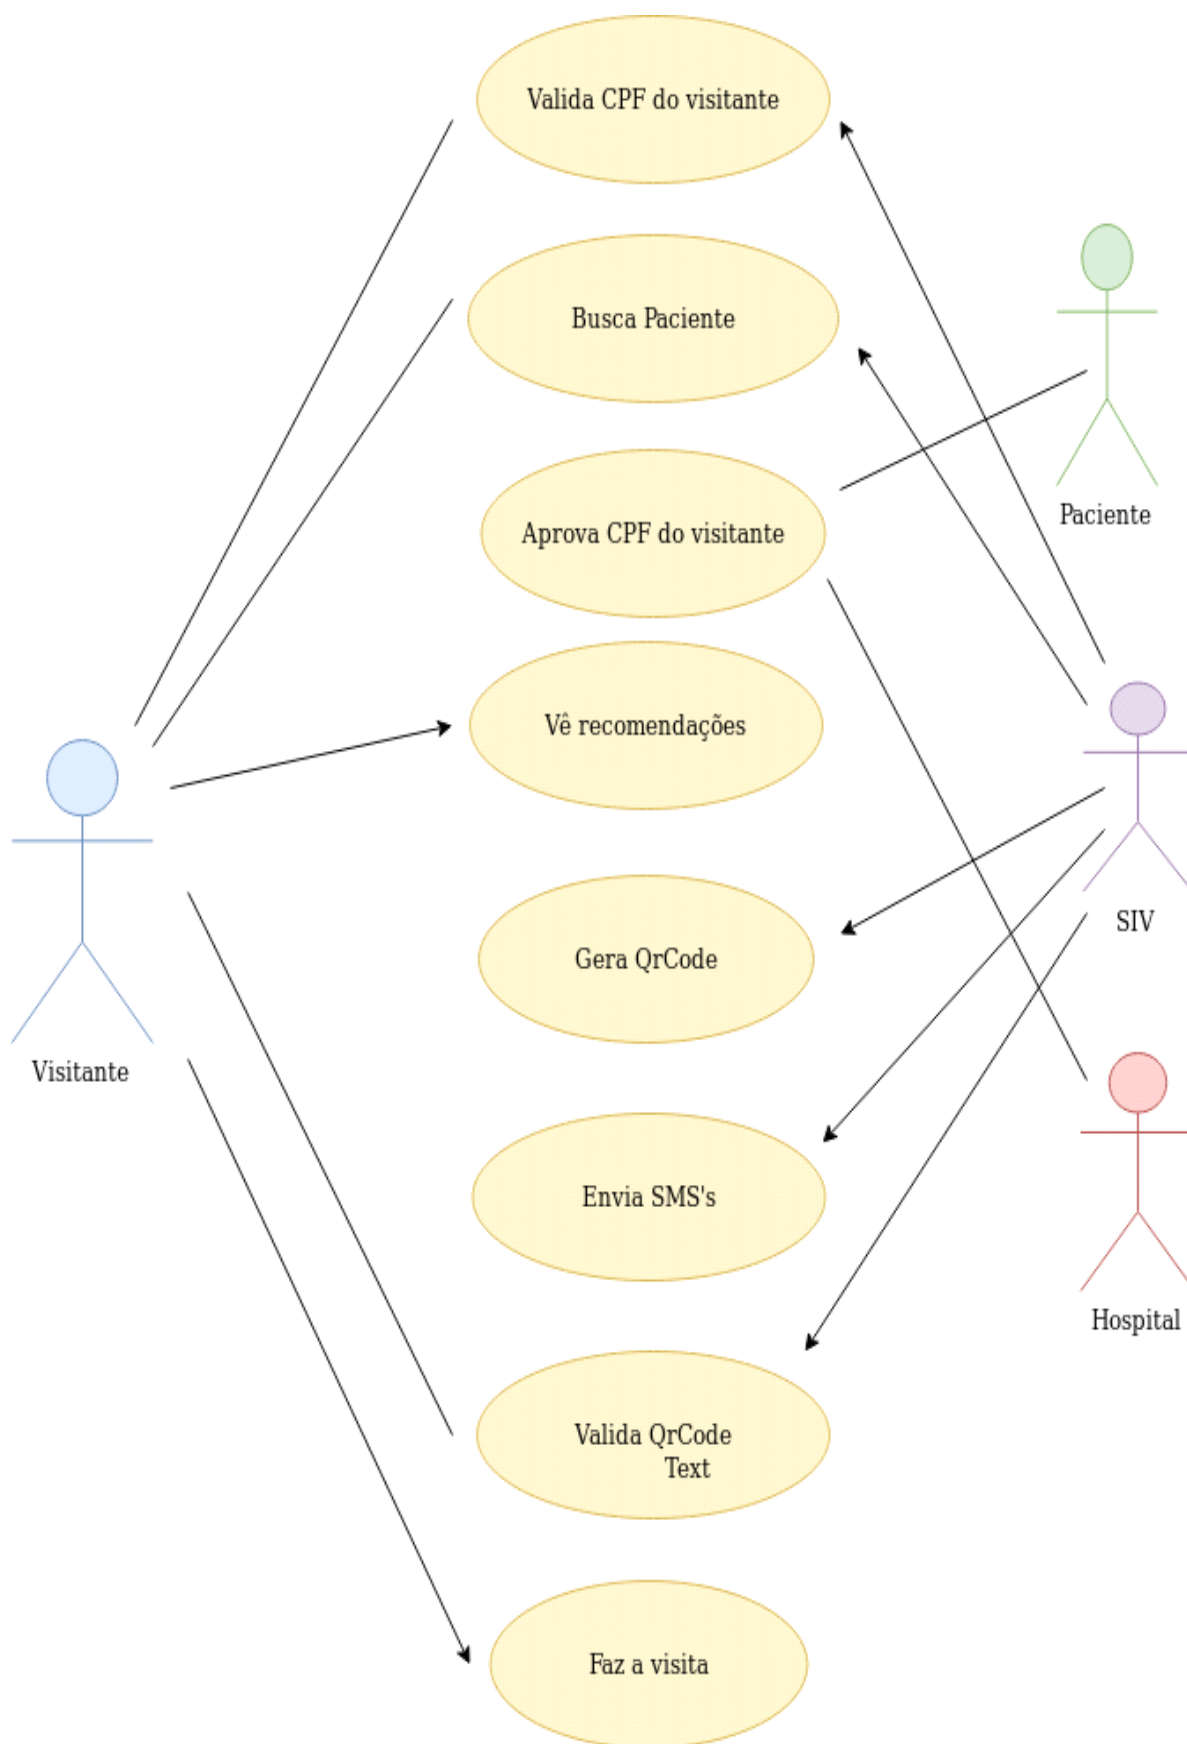 Valida CPF do visitante
Busca Paciente
Aprova CPF do visitante
Paciente
Vê recomendações
SIV
Gera QrCode
Visitante
Envia SMS's
Hospital
Valida QrCode
Text
Faz a visita